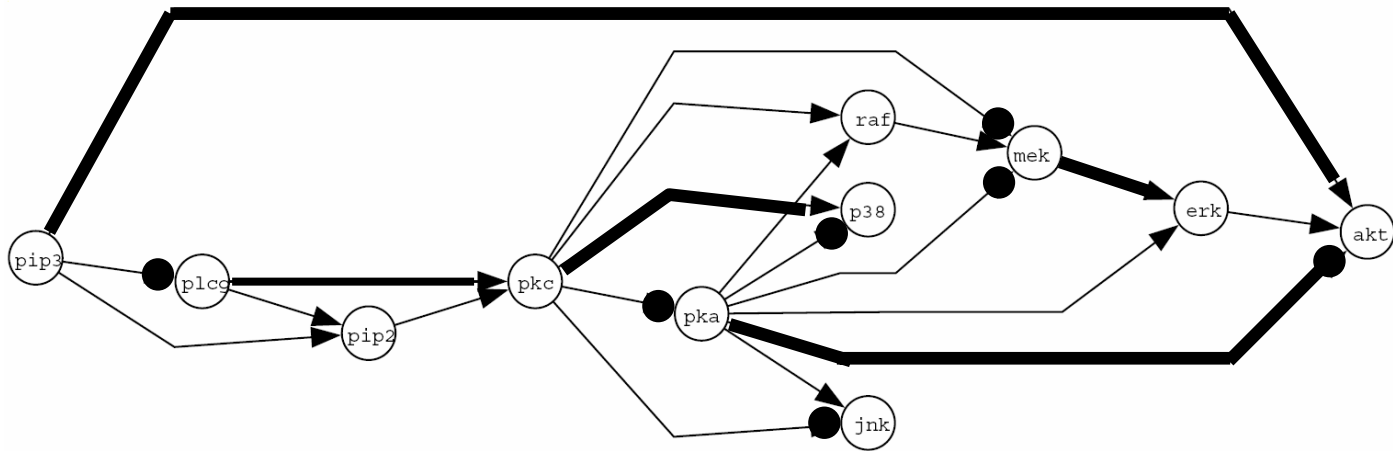 raf
mek
p38
erk
akt
pip3
plcg
pkc
pka
pip2
jnk